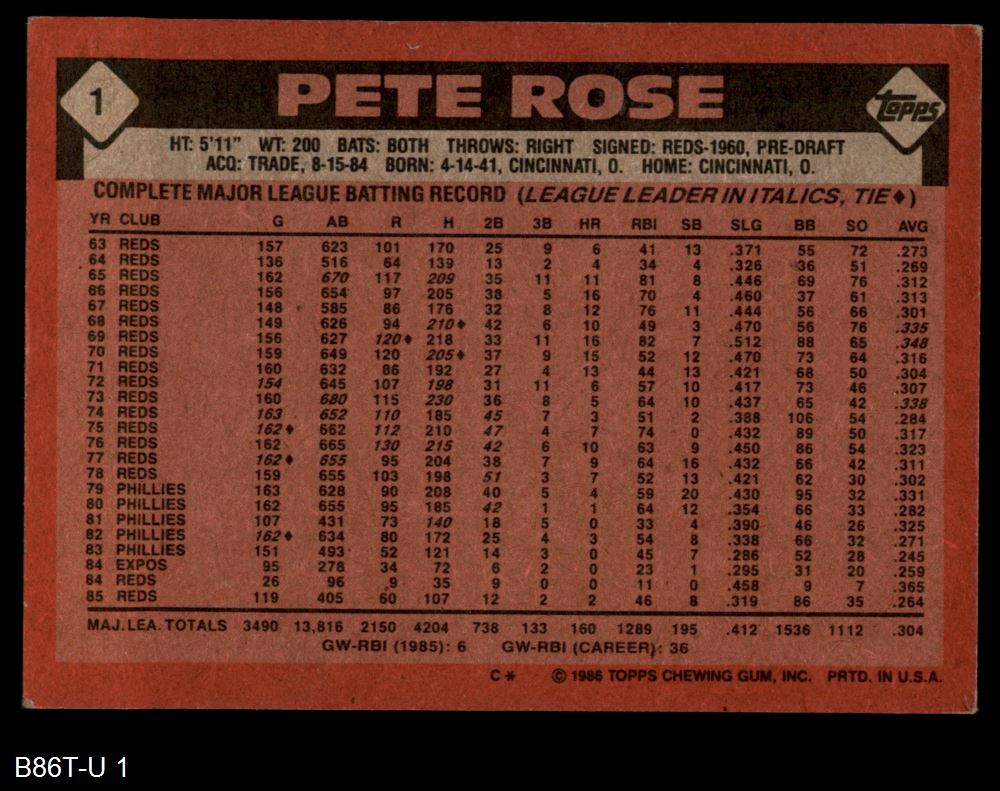 1
PETE ROSE
TOPPS
HT: 5'11" WT: 200 BATS: BOTH THROWS: RIGHT SIGNED: REDS-1960, PRE-DRAFT
ACQ: TRADE, 8-15-84 BORN: 4-14-41, CINCINNATI, O. HOME: CINCINNATI, O.
COMPLETE MAJOR LEAGUE BATTING RECORD (LEAGUE LEADER IN ITALICS, TIE♦)
YR CLUB G AB R H 2B 3B HR RBI SB SLG BB SO AVG
63 REDS 157 623 101 170 25 9 6 41 13 .371 55 72 .273
64 REDS 136 516 64 139 13 2 4 34 4 .326 36 51 .269
65 REDS 162 670 117 209 35 11 11 81 8 .446 69 76 .312
66 REDS 156 654 97 205 38 5 16 70 4 .460 37 61 .313
67 REDS 148 585 86 176 32 8 12 76 11 .444 56 66 .301
68 REDS 149 626 94 210♦ 42 6 10 49 3 .470 56 76 .335
69 REDS 156 627 120♦ 218 33 11 16 82 7 .512 88 65 .348
70 REDS 159 649 120 205♦ 37 9 15 52 12 .470 73 64 .316
71 REDS 160 632 86 192 27 4 13 44 13 .421 68 50 .304
72 REDS 154 645 107 198 31 11 6 57 10 .417 73 46 .307
73 REDS 160 680 115 230 36 8 5 64 10 .437 65 42 .338
74 REDS 163 652 110 185 45 7 3 51 2 .388 106 54 .284
75 REDS 162♦ 662 112 210 47 4 7 74 0 .432 89 50 .317
76 REDS 162 665 130 215 42 6 10 63 9 .450 86 54 .323
77 REDS 162♦ 655 95 204 38 7 9 64 16 .432 66 42 .311
78 REDS 159 655 103 198 51 3 7 52 13 .421 62 30 .302
79 PHILLIES 163 628 90 208 40 5 4 59 20 .430 95 32 .331
80 PHILLIES 162 655 95 185 42 1 1 64 12 .354 66 33 .282
81 PHILLIES 107 431 73 140 18 5 0 33 4 .390 46 26 .325
82 PHILLIES 162♦ 634 80 172 25 4 3 54 8 .338 66 32 .271
83 PHILLIES 151 493 52 121 14 3 0 45 7 .286 52 28 .245
84 EXPOS 95 278 34 72 6 2 0 23 1 .295 31 20 .259
84 REDS 26 96 9 35 9 0 0 11 0 .458 9 7 .365
85 REDS 119 405 60 107 12 2 2 46 8 .319 86 35 .264
MAJ. LEA. TOTALS 3490 13,816 2150 4204 738 133 160 1289 195 .412 1536 1112 .304
GW-RBI (1985): 6 GW-RBI (CAREER): 36
C* © 1986 TOPPS CHEWING GUM, INC. PRTD. IN U.S.A.
B86T-U 1